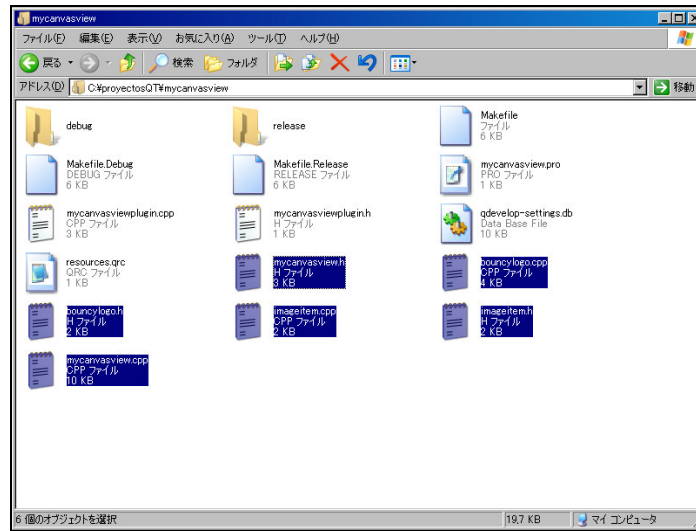 mycanvasview
ファイル(F) 編集(E) 表示(V) お気に入り(A) ツール(T) ヘルプ(H)
戻る 検索 フォルダ
アドレス(D) C:¥proyectosQT¥mycanvasview 移動
debug
release
Makefile
ファイル
6 KB
Makefile.Debug
DEBUG ファイル
6 KB
Makefile.Release
RELEASE ファイル
6 KB
mycanvasview.pro
PRO ファイル
1 KB
mycanvasviewplugin.cpp
CPP ファイル
3 KB
mycanvasviewplugin.h
H ファイル
1 KB
qdevelop-settings.db
Data Base File
10 KB
resources.qrc
QRC ファイル
1 KB
mycanvasview.h
H ファイル
3 KB
bouncylogo.cpp
CPP ファイル
4 KB
bouncylogo.h
H ファイル
2 KB
imageitem.cpp
CPP ファイル
2 KB
imageitem.h
H ファイル
2 KB
mycanvasview.cpp
CPP ファイル
10 KB
6 個のオブジェクトを選択 19,7 KB マイ コンピュータ